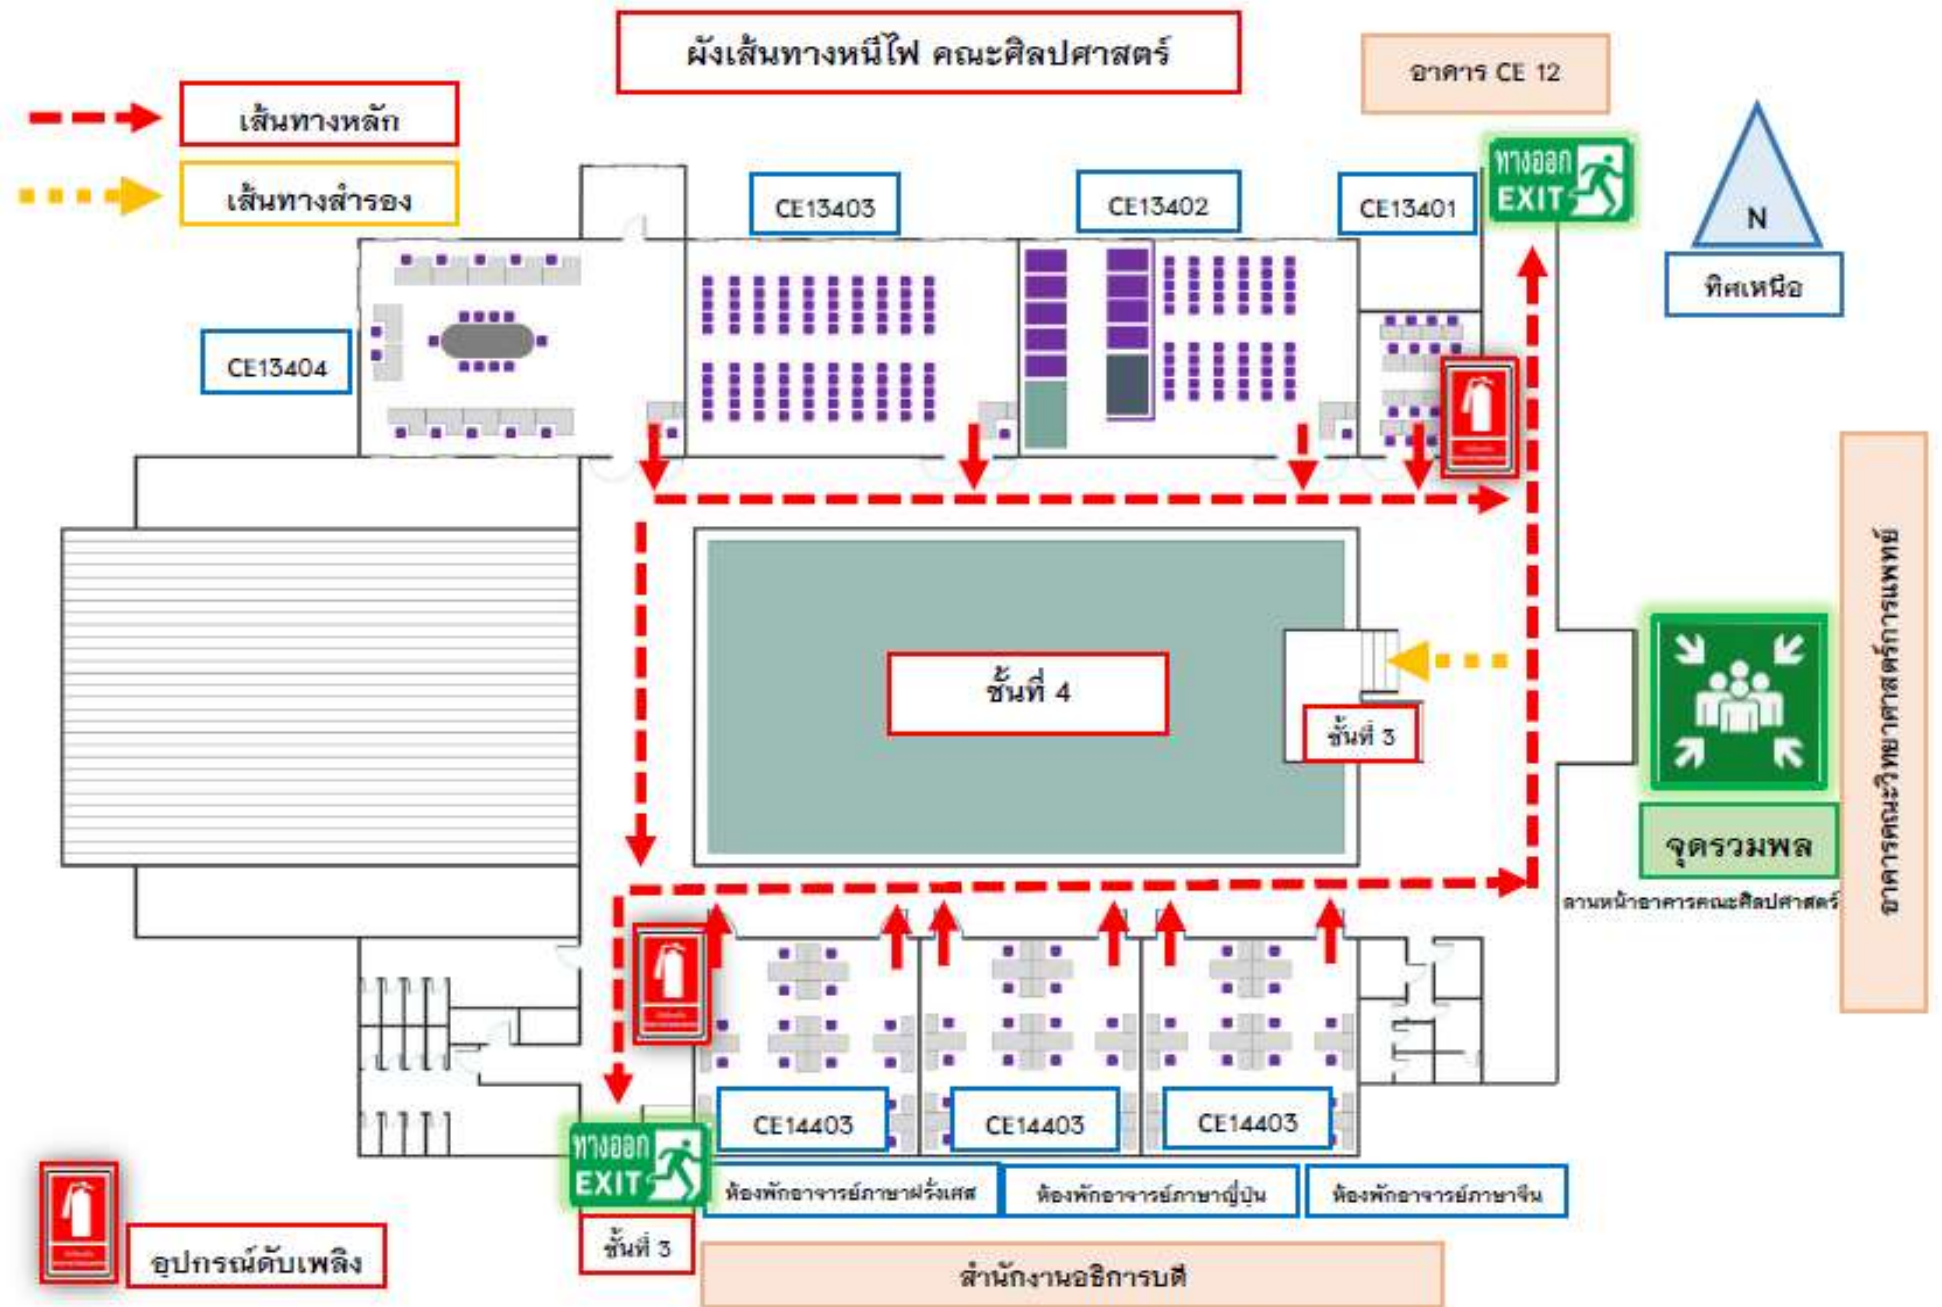 ผังเส้นทางหนีไฟ คณะศิลปศาสตร์
อาคาร CE 12
เส้นทางหลัก
เส้นทางสำรอง
CE13403
CE13402
CE13401
ทางออก
EXIT
N
ทิศเหนือ
CE13404
ชั้นที่ 4
ชั้นที่ 3
จุดรวมพล
ลานหน้าอาคารคณะศิลปศาสตร์
อาคารคณะวิทยาศาสตร์การแพทย์
CE14403
CE14403
CE14403
ทางออก
EXIT
ห้องพักอาจารย์ภาษาฝรั่งเศส
ห้องพักอาจารย์ภาษาญี่ปุ่น
ห้องพักอาจารย์ภาษาจีน
ชั้นที่ 3
อุปกรณ์ดับเพลิง
สำนักงานอธิการบดี